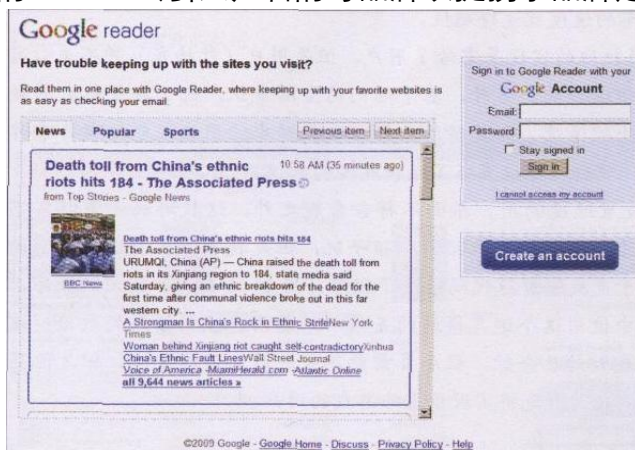 Google reader
Have trouble keeping up with the sites you visit?
Read them in one place with Google Reader, where keeping up with your favorite websites is
as easy as checking your email.
News Popular Sports Previous item Next item
Death toll from China's ethnic 10:58 AM (35 minutes ago)
riots hits 184 - The Associated Press
from Top Stories - Google News
Death toll from China's ethnic riots hits 184
The Associated Press
URUMQI, China (AP) — China raised the death toll from
riots in its Xinjiang region to 184, state media said
Saturday, giving an ethnic breakdown of the dead for the
first time after communal violence broke out in this far
western city. ...
BBC News
A Strongman Is China's Rock in Ethnic StrifeNew York
Times
Woman behind Xinjiang riot caught self-contradictoryXinhua
China's Ethnic Fault LinesWall Street Journal
Voice of America -MiamiHerald.com -Atlantic Online
all 9,644 news articles »
Sign in to Google Reader with your
Google Account
Email:
Password:
Stay signed in
Sign in
I cannot access my account
Create an account
©2009 Google - Google Home - Discuss - Privacy Policy - Help